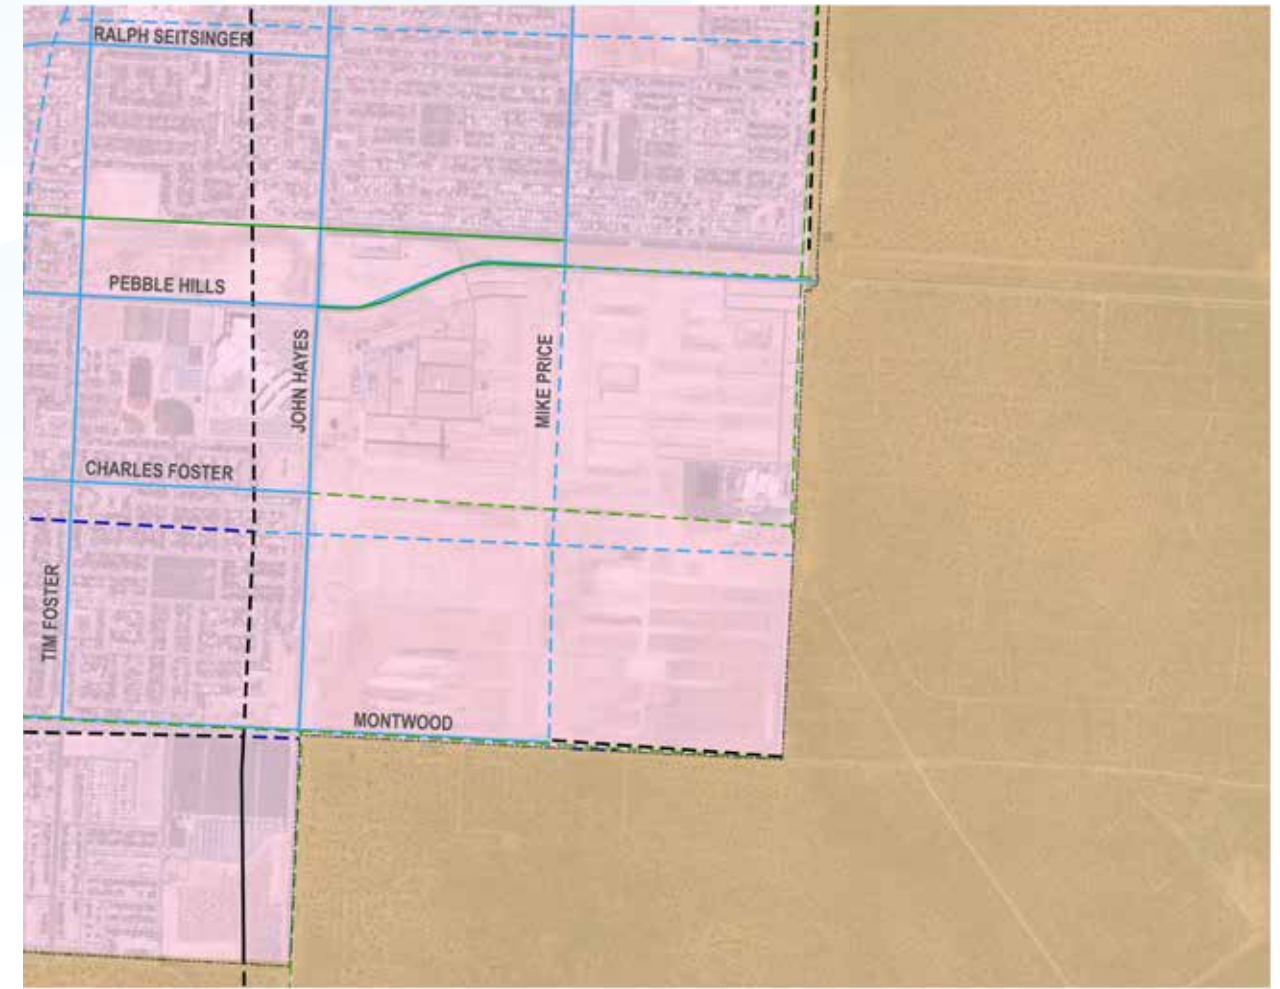 RALPH SEITSINGER
PEBBLE HILLS
JOHN HAYES
MIKE PRICE
CHARLES FOSTER
TIM FOSTER
MONTWOOD